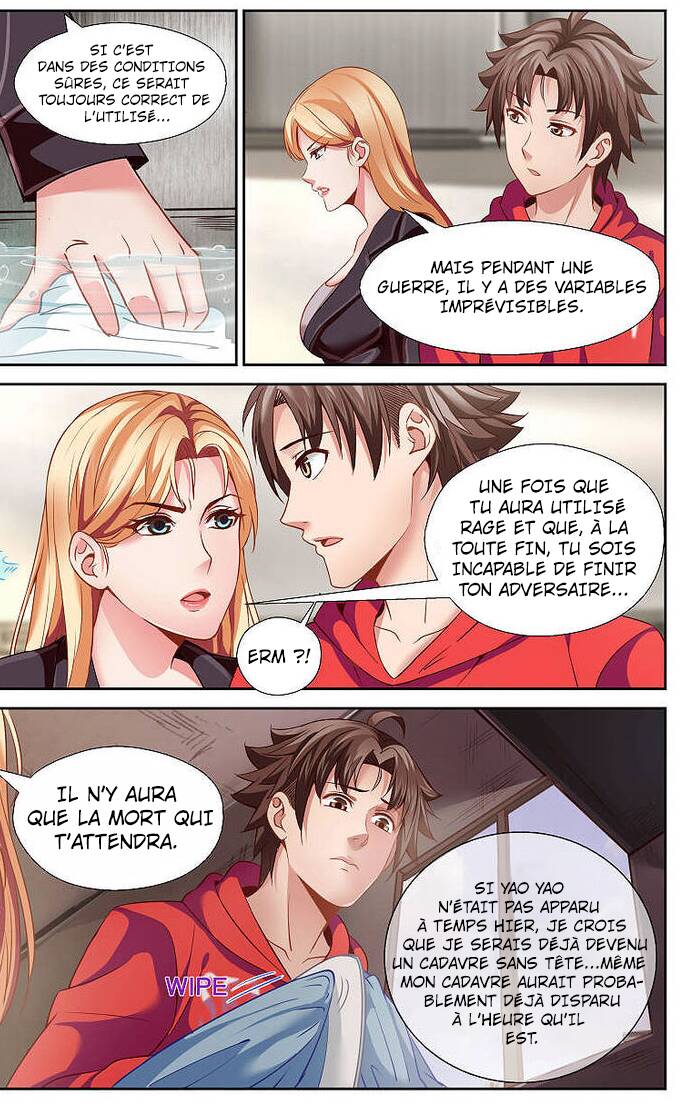 SI C'EST
DANS DES CONDITIONS
SÛRES, CE SERAIT
TOUJOURS CORRECT DE
L'UTILISÉ...
MAIS PENDANT UNE
GUERRE, IL Y A DES VARIABLES
IMPRÉVISIBLES.
UNE FOIS QUE
TU AURA UTILISÉ
RAGE ET QUE, À LA
TOUTE FIN, TU SOIS
INCAPABLE DE FINIR
TON ADVERSAIRE...
ERM ?!
IL N'Y AURA
QUE LA MORT QUI
T'ATTENDRA.
SI YAO YAO
N'ÉTAIT PAS APPARU
À TEMPS HIER, JE CROIS
QUE JE SERAIS DÉJÀ DEVENU
UN CADAVRE SANS TÊTE...MÊME
MON CADAVRE AURAIT PROBA-
BLEMENT DÉJÀ DISPARU
À L'HEURE QU'IL
EST.
WIPE